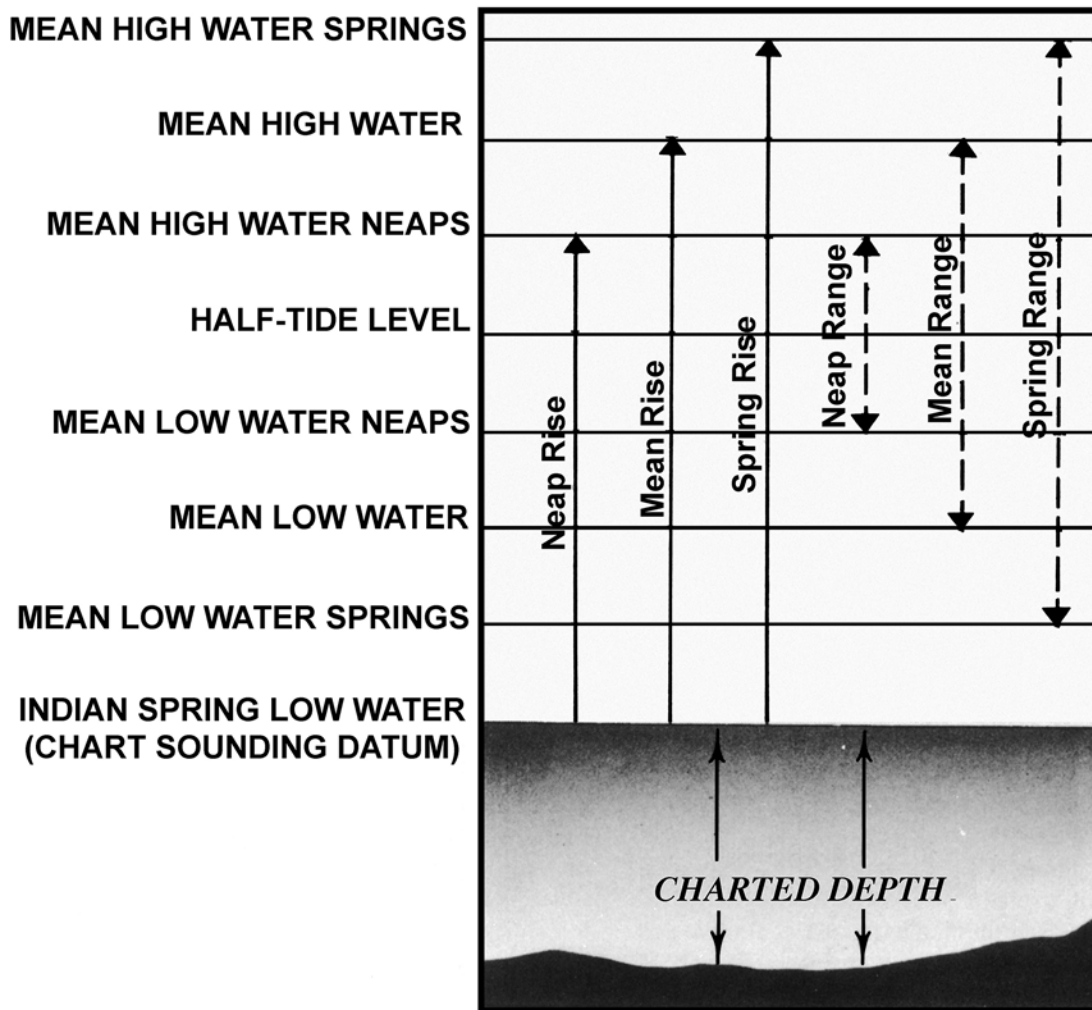 MEAN HIGH WATER SPRINGS
MEAN HIGH WATER
MEAN HIGH WATER NEAPS
HALF-TIDE LEVEL
MEAN LOW WATER NEAPS
MEAN LOW WATER
MEAN LOW WATER SPRINGS
INDIAN SPRING LOW WATER
(CHART SOUNDING DATUM)
Neap Rise
Mean Rise
Spring Rise
Neap Range
Mean Range
Spring Range
CHARTED DEPTH